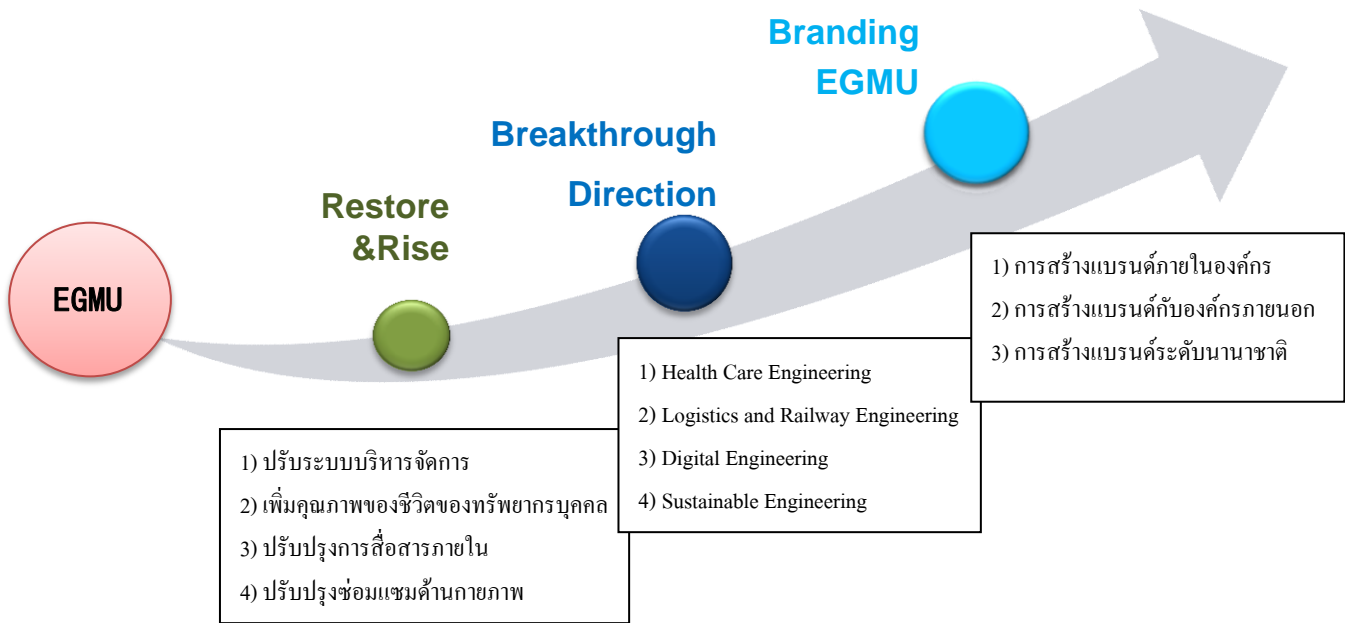 EGMU
Restore
&Rise
1) ปรับระบบบริหารจัดการ
2) เพิ่มคุณภาพของชีวิตของทรัพยากรบุคคล
3) ปรับปรุงการสื่อสารภายใน
4) ปรับปรุงซ่อมแซมด้านกายภาพ
Breakthrough
Direction
1) Health Care Engineering
2) Logistics and Railway Engineering
3) Digital Engineering
4) Sustainable Engineering
Branding
EGMU
1) การสร้างแบรนด์ภายในองค์กร
2) การสร้างแบรนด์กับองค์กรภายนอก
3) การสร้างแบรนด์ระดับนานาชาติ